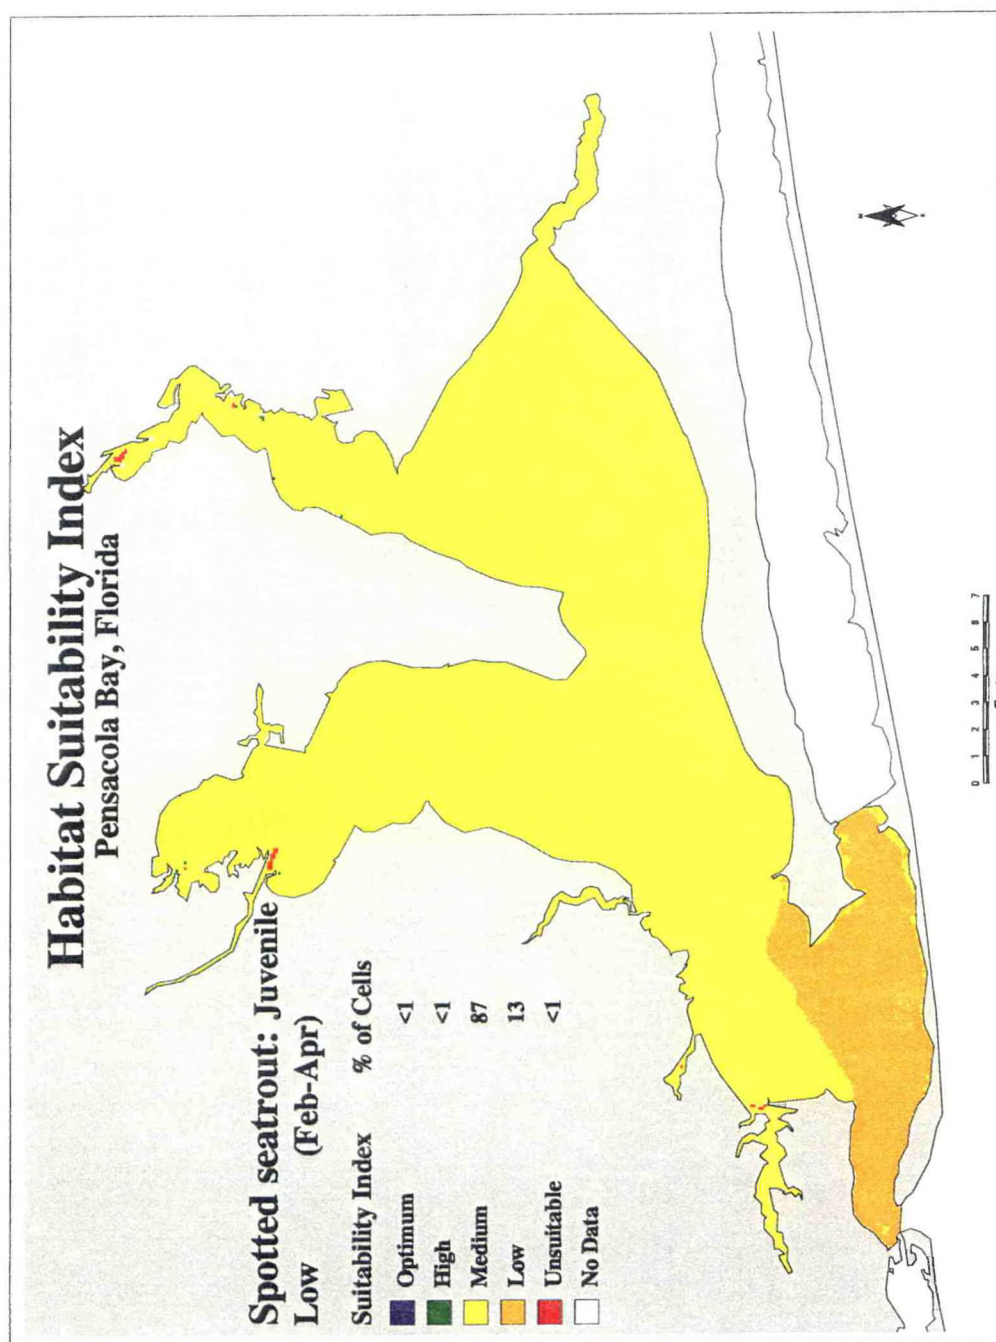 Habitat Suitability Index
Pensacola Bay, Florida
Spotted seatrout: Juvenile
Low (Feb-Apr)
Suitability Index % of Cells
Optimum <1
High <1
Medium 87
Low 13
Unsuitable <1
No Data
N
0 1 2 3 4 5 6 7